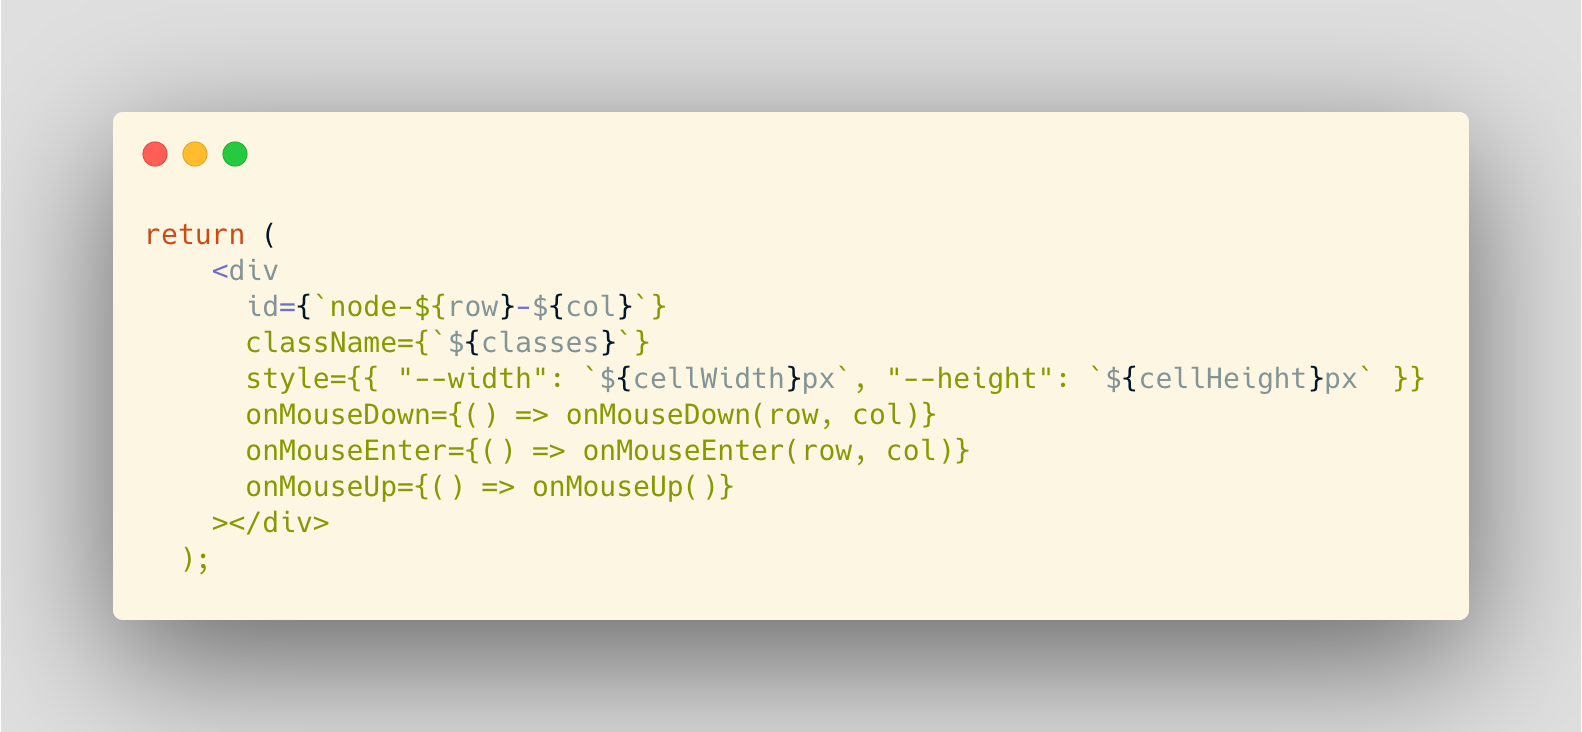 return (
    <div
      id={`node-${row}-${col}`}
      className={`${classes}`}
      style={{ "--width": `${cellWidth}px`, "--height": `${cellHeight}px` }}
      onMouseDown={() => onMouseDown(row, col)}
      onMouseEnter={() => onMouseEnter(row, col)}
      onMouseUp={() => onMouseUp()}
    ></div>
  );